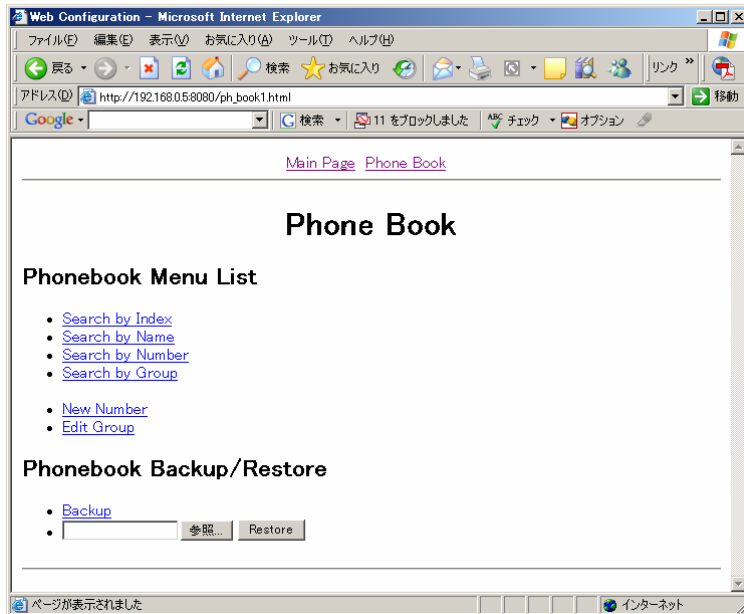 Web Configuration - Microsoft Internet Explorer
ファイル(F) 編集(E) 表示(V) お気に入り(A) ツール(T) ヘルプ(H)
戻る 検索 お気に入り リンク »
アドレス(D) http://192.168.0.5:8080/ph_book1.html 移動
Google 検索 11 をブロックしました ABC チェック オプション
Main Page Phone Book
Phone Book
Phonebook Menu List
• Search by Index
• Search by Name
• Search by Number
• Search by Group
• New Number
• Edit Group
Phonebook Backup/Restore
• Backup
• 参照... Restore
ページが表示されました インターネット